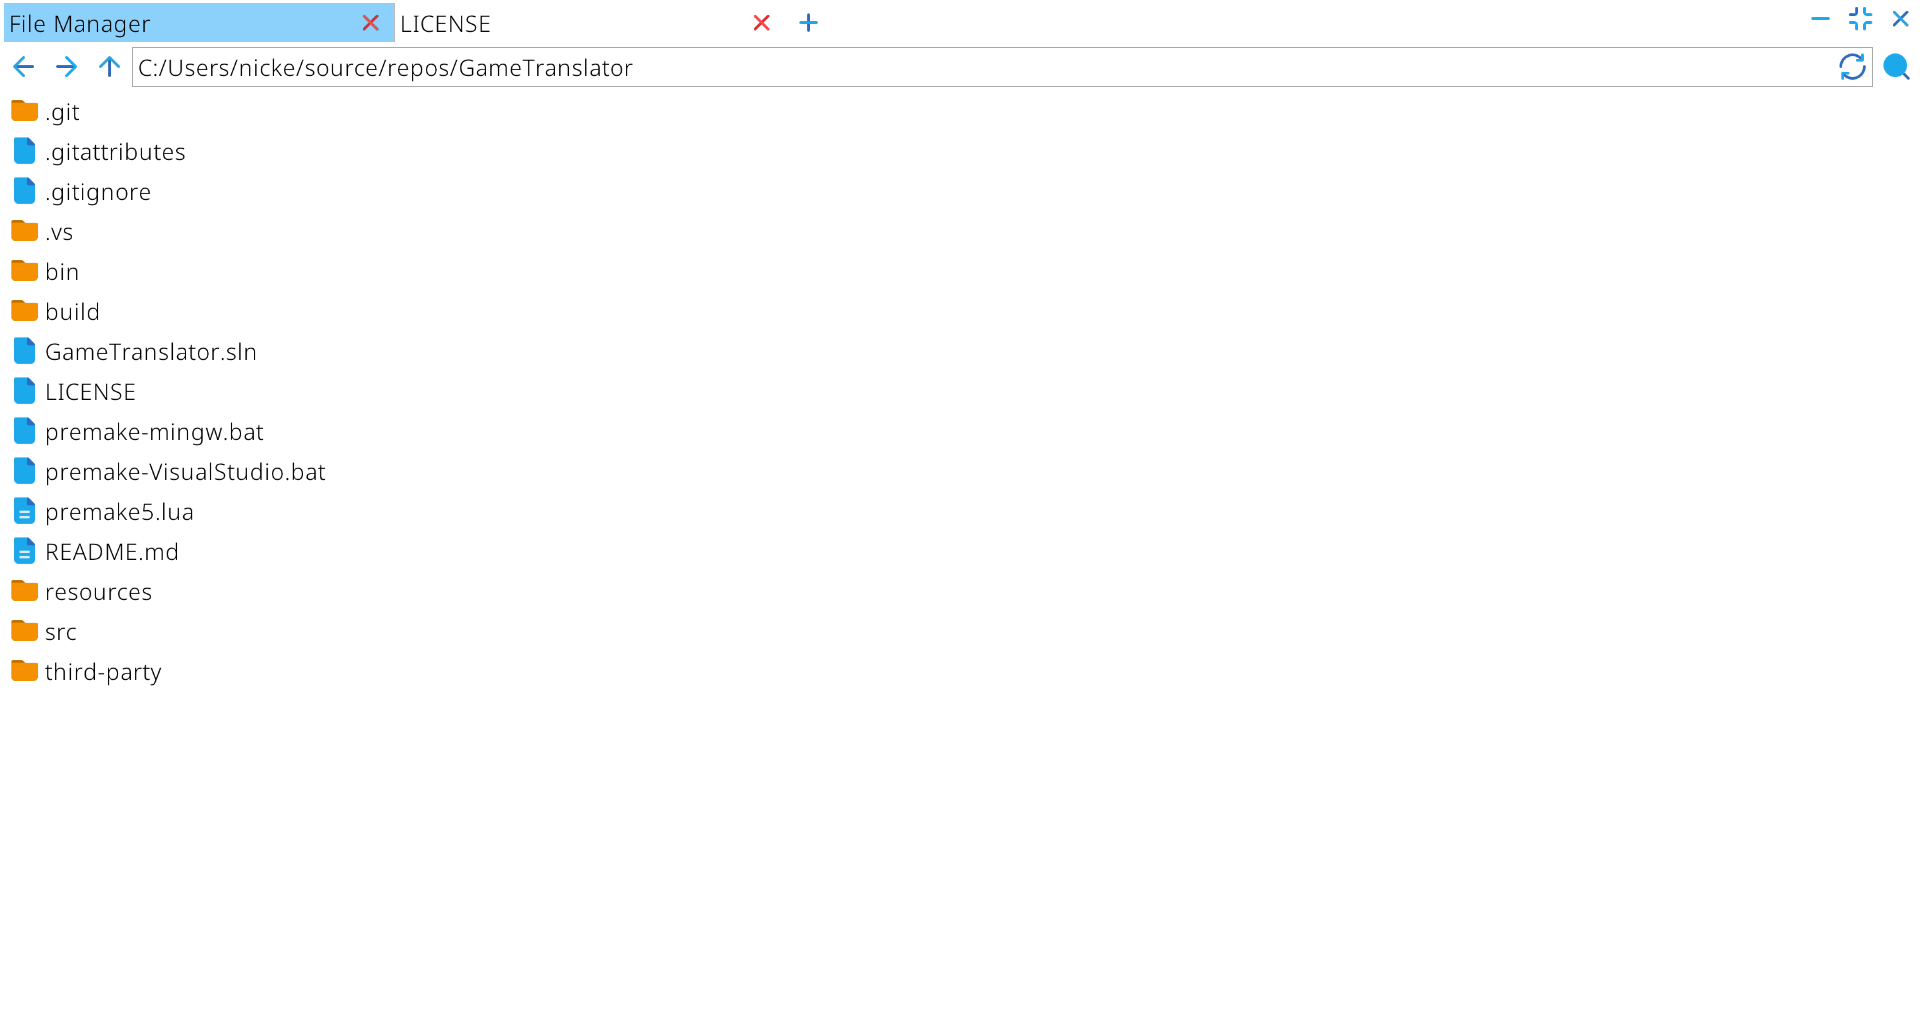 File Manager LICENSE
C:/Users/nicke/source/repos/GameTranslator
.git
.gitattributes
.gitignore
.vs
bin
build
GameTranslator.sln
LICENSE
premake-mingw.bat
premake-VisualStudio.bat
premake5.lua
README.md
resources
src
third-party